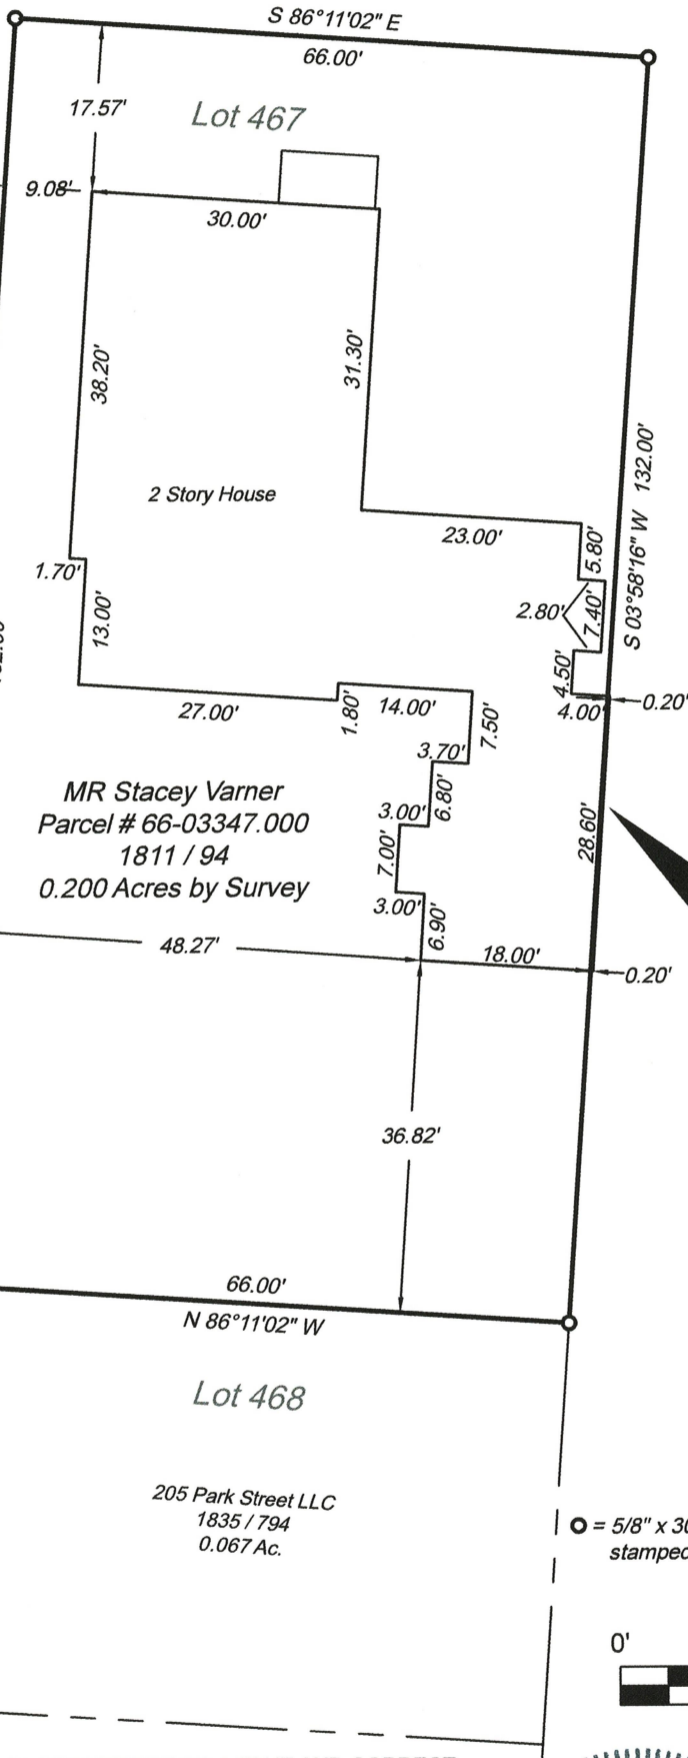 S 86°11'02" E
66.00'
17.57'
Lot 467
9.08'
30.00'
38.20'
31.30'
2 Story House
23.00'
5.80'
S 03°58'16" W 132.00'
1.70'
13.00'
2.80'
7.40'
4.50'
4.00'
0.20'
27.00'
1.80'
14.00'
7.50'
3.70'
6.80'
MR Stacey Varner
Parcel # 66-03347.000
1811 / 94
0.200 Acres by Survey
3.00'
7.00'
3.00'
6.90'
28.60'
48.27'
18.00'
0.20'
36.82'
66.00'
N 86°11'02" W
Lot 468
205 Park Street LLC
1835 / 794
0.067 Ac.
= 5/8" x 30
stamped
0'